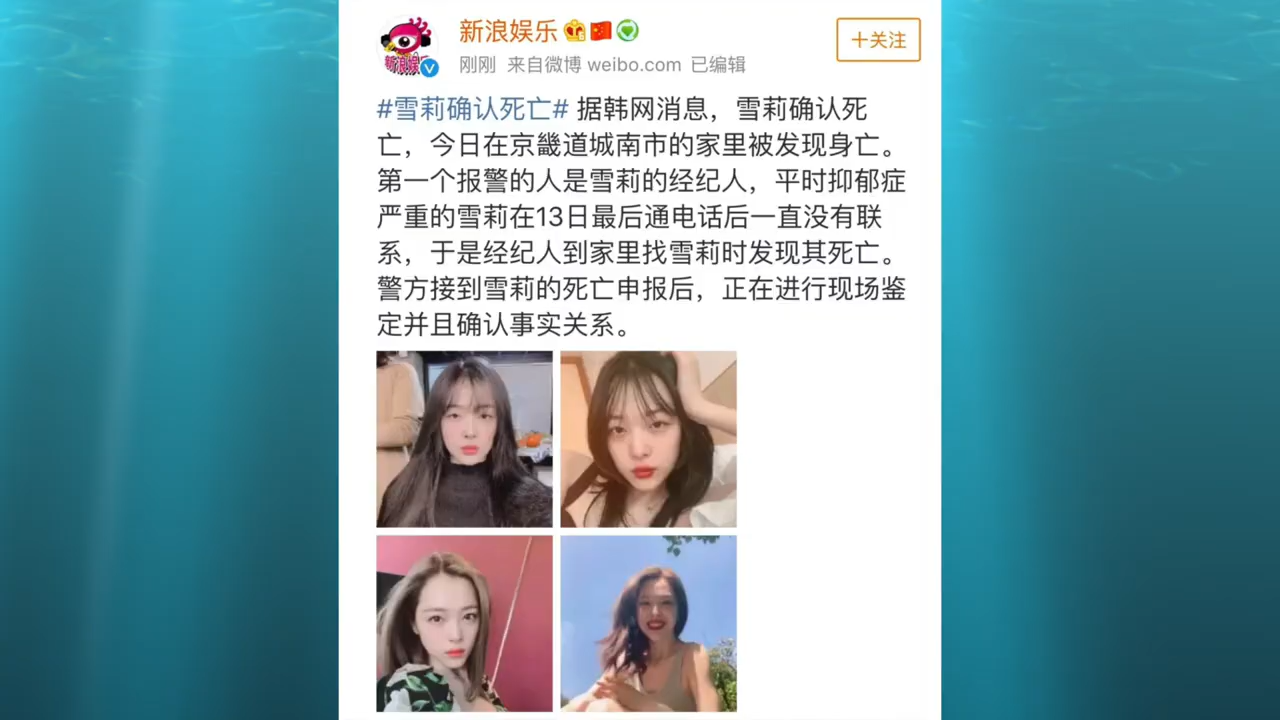 新浪娱乐
刚刚 来自微博 weibo.com 已编辑
+关注
#雪莉确认死亡# 据韩网消息，雪莉确认死
亡，今日在京畿道城南市的家里被发现身亡。
第一个报警的人是雪莉的经纪人，平时抑郁症
严重的雪莉在13日最后通电话后一直没有联
系，于是经纪人到家里找雪莉时发现其死亡。
警方接到雪莉的死亡申报后，正在进行现场鉴
定并且确认事实关系。